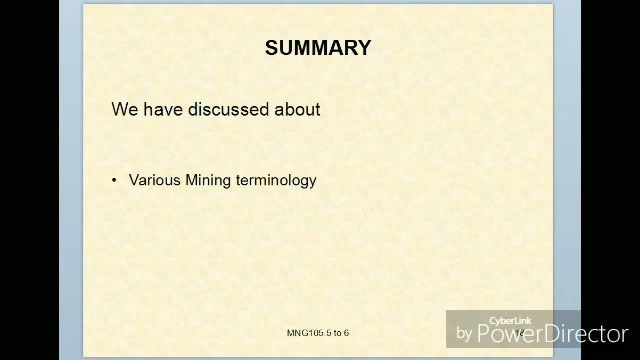 SUMMARY
We have discussed about
• Various Mining terminology
MNG105.5 to 6
CyberLink
by PowerDirector